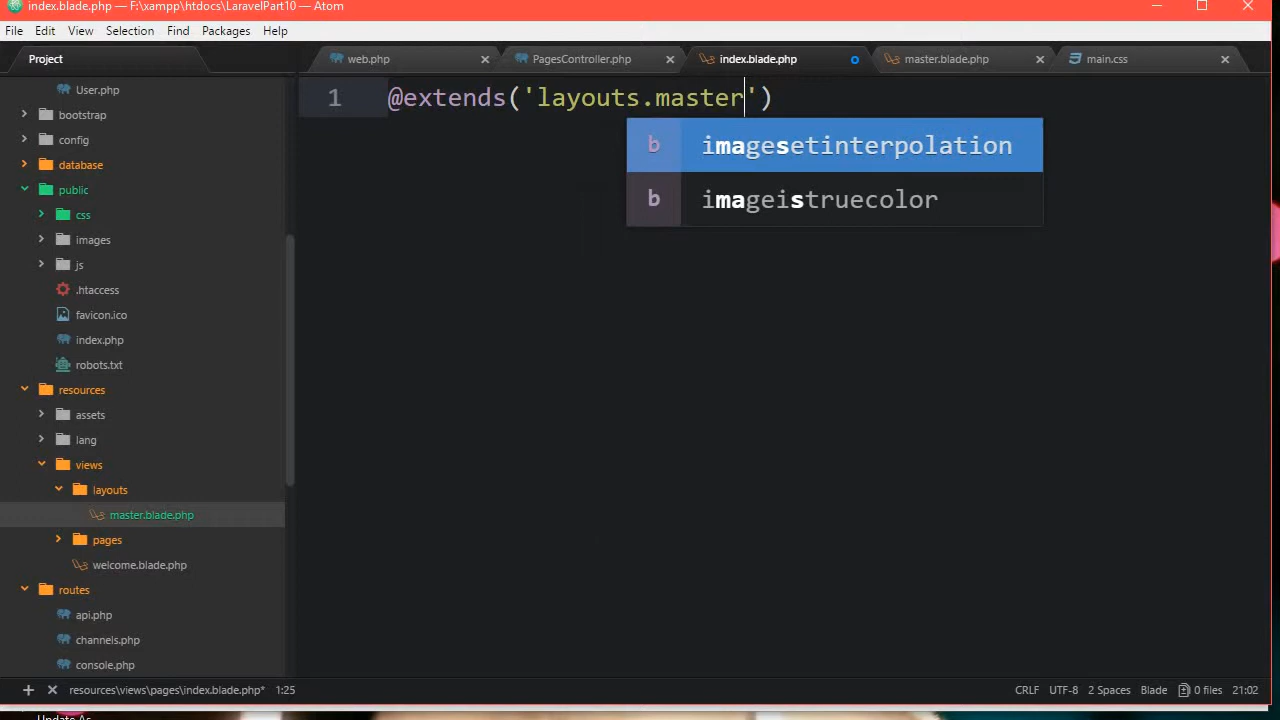 index.blade.php — F:\xampp\htdocs\LaravelPart10 — Atom
File Edit View Selection Find Packages Help
Project
web.php
PagesController.php
index.blade.php
master.blade.php
main.css
User.php
bootstrap
config
database
public
css
images
js
.htaccess
favicon.ico
index.php
robots.txt
resources
assets
lang
views
layouts
master.blade.php
pages
welcome.blade.php
routes
api.php
channels.php
console.php
1 @extends('layouts.master')
b imagesetinterpolation
b imageistruecolor
resources\views\pages\index.blade.php* 1:25
CRLF UTF-8 2 Spaces Blade 0 files 21:02
Update As